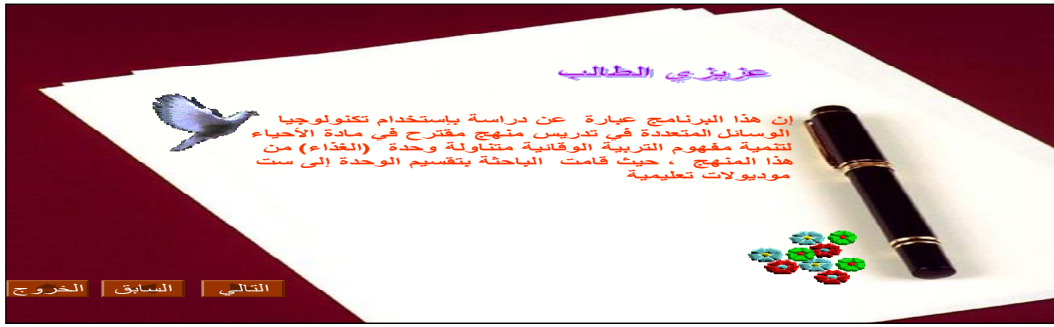 عزيزي الطالب
إن هذا البرنامج عبارة عن دراسة بإستخدام تكنولوجيا
الوسائل المتعددة في تدريس منهج مقترح في مادة الأحياء
لتنمية مفهوم التربية الوقائية متناولة وحدة (الغذاء) من
هذا المنهج ، حيث قامت الباحثة بتقسيم الوحدة إلى ست
موديولات تعليمية
التالي
السابق
الخروج